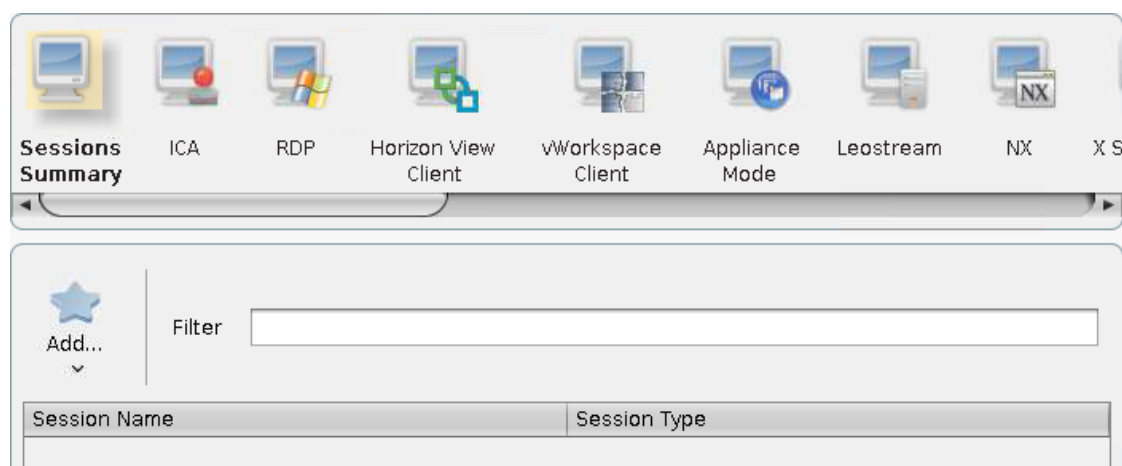 NX
Sessions
Summary
ICA
RDP
Horizon View
Client
vWorkspace
Client
Appliance
Mode
Leostream
NX
X S
Add...
Filter
Session Name
Session Type